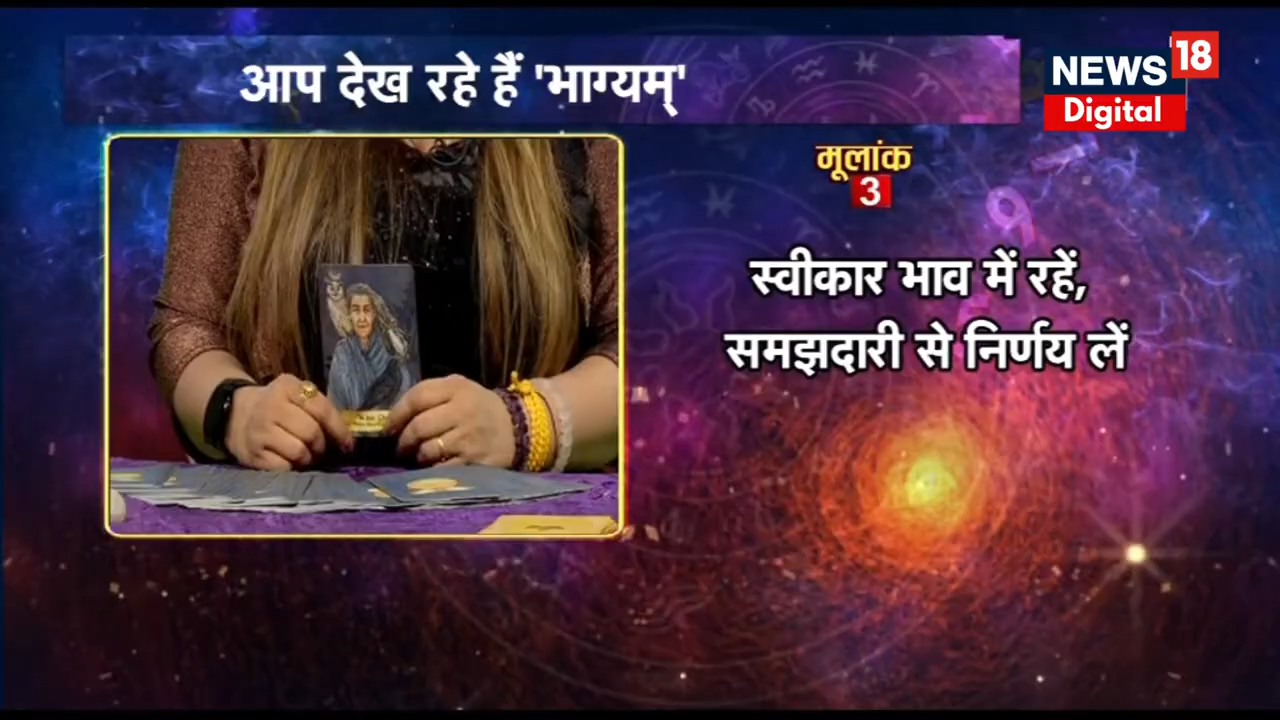 आप देख रहे हैं 'भाग्यम्'
NEWS 18
Digital
मूलांक
3
स्वीकार भाव में रहें,
समझदारी से निर्णय लें